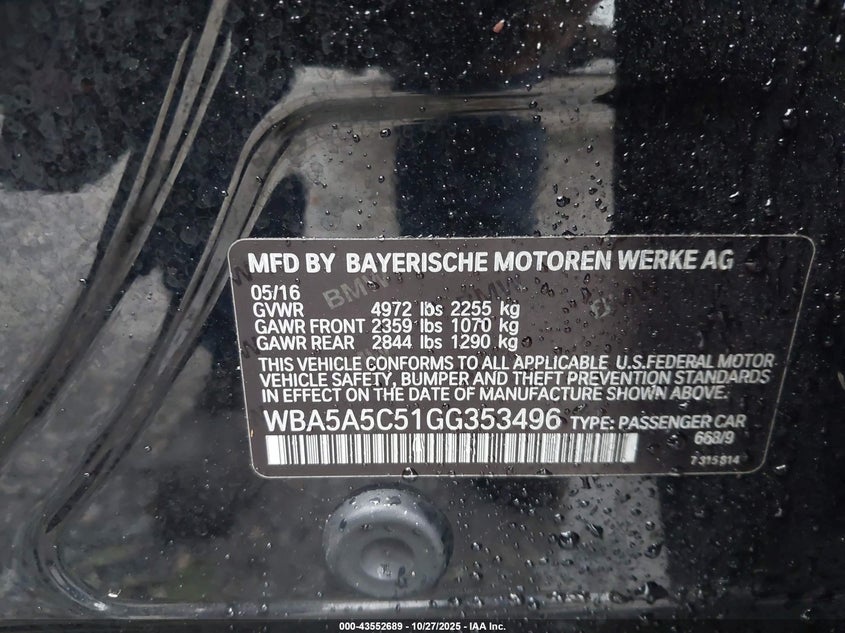 MFD BY BAYERISCHE MOTOREN WERKE AG
05/16
GVWR 4972 lbs 2255 kg
GAWR FRONT 2359 lbs 1070 kg
GAWR REAR 2844 lbs 1290 kg
THIS VEHICLE CONFORMS TO ALL APPLICABLE U.S.FEDERAL MOTOR
VEHICLE SAFETY, BUMPER AND THEFT PREVENTION STANDARDS
IN EFFECT ON THE DATE OF MANUFACTURE SHOWN ABOVE.
WBA5A5C51GG353496 TYPE: PASSENGER CAR
668/9
7 315 814
000-43552689 - 10/27/2025 - IAA Inc.